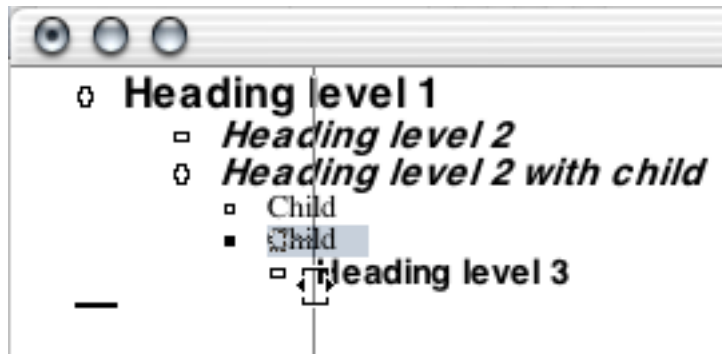 Heading level 1
Heading level 2
Heading level 2 with child
Child
Child
Heading level 3